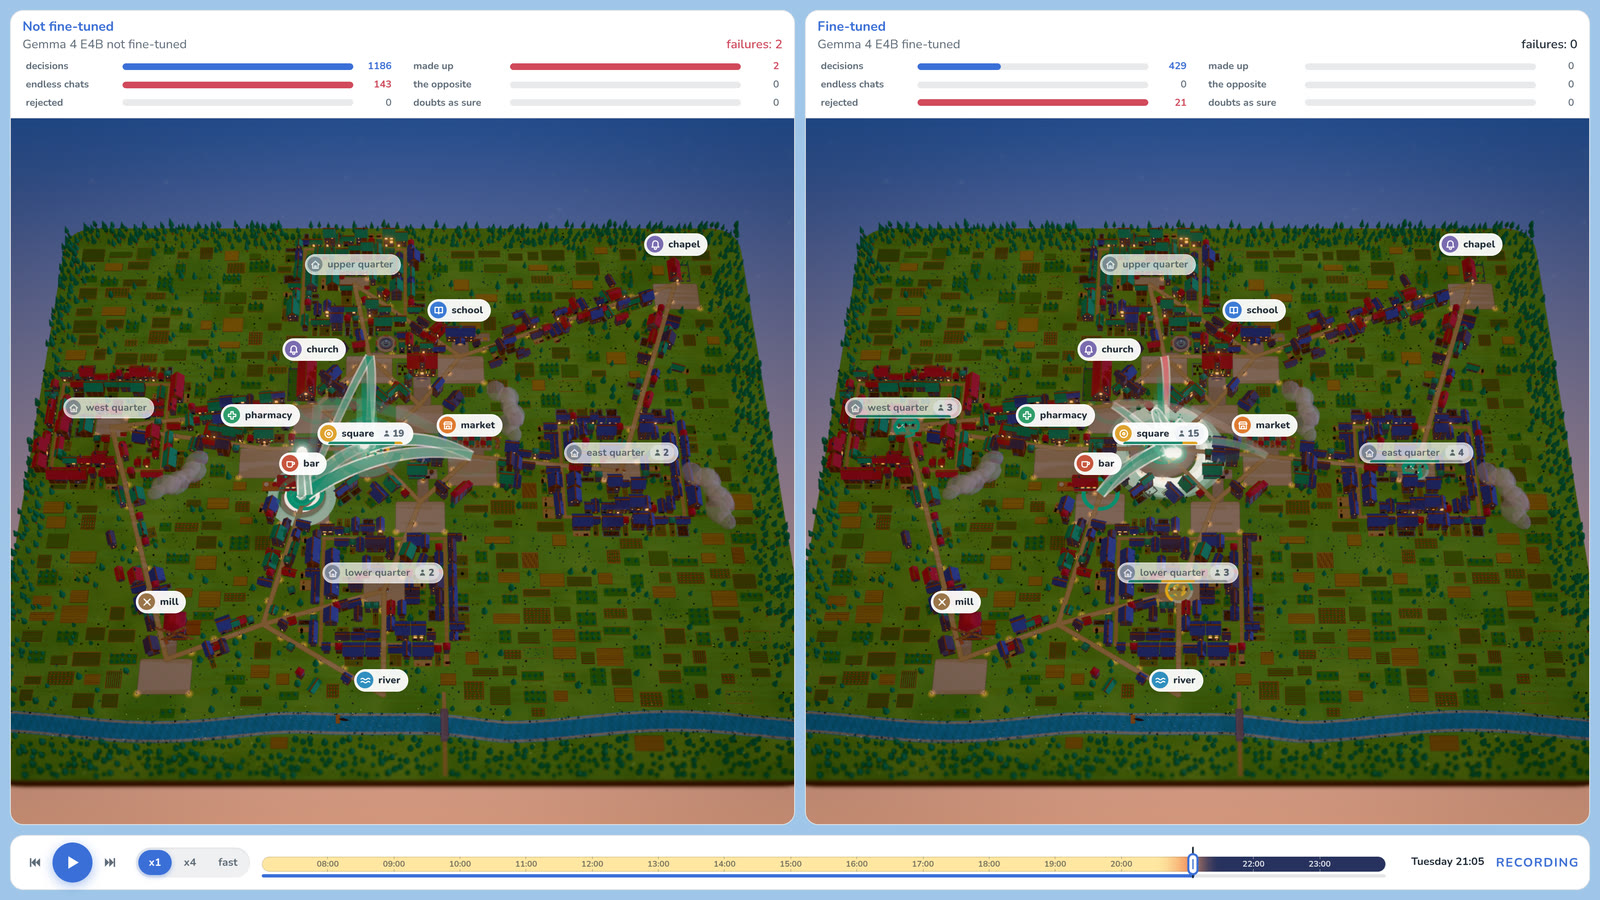 Not fine-tuned
Gemma 4 E4B not fine-tuned
failures: 2
decisions 1186 made up 2
endless chats 143 the opposite 0
rejected 0 doubts as sure 0
chapel
upper quarter
school
church
west quarter
pharmacy
market
square 19
bar
east quarter 2
lower quarter 2
mill
river
Fine-tuned
Gemma 4 E4B fine-tuned
failures: 0
decisions 429 made up 0
endless chats 0 the opposite 0
rejected 21 doubts as sure 0
chapel
upper quarter
school
church
west quarter 3
pharmacy
market
square 15
bar
east quarter 4
lower quarter 3
mill
river
x1 x4 fast
08:00 09:00 10:00 11:00 12:00 13:00 14:00 15:00 16:00 17:00 18:00 19:00 20:00 22:00 23:00
Tuesday 21:05 RECORDING